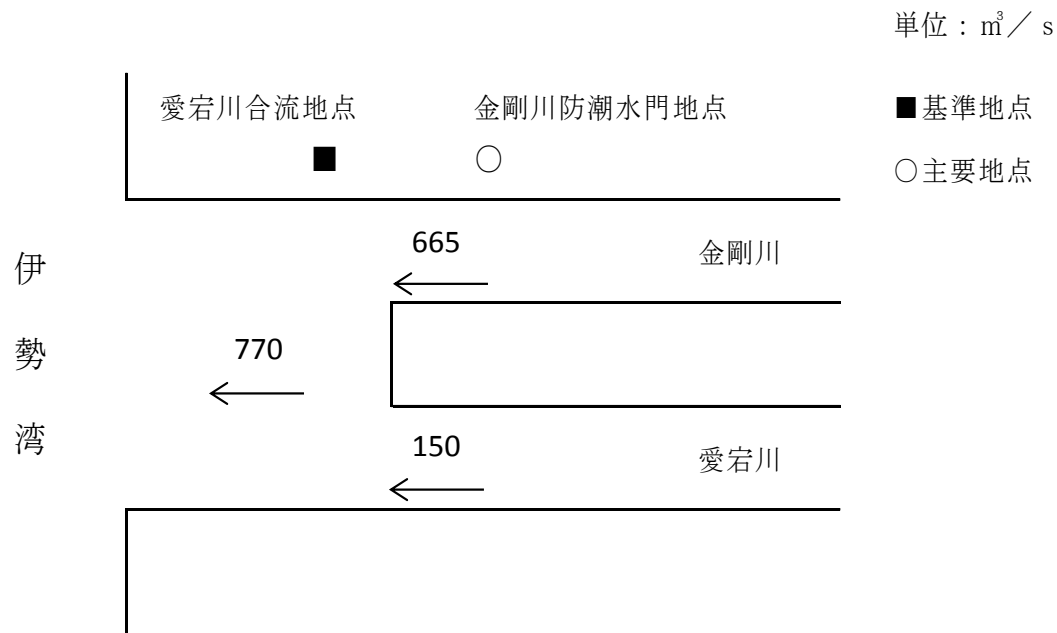 単位：㎥／ｓ
愛宕川合流地点
金剛川防潮水門地点
■基準地点
■
○
○主要地点
665
金剛川
伊勢湾
770
150
愛宕川